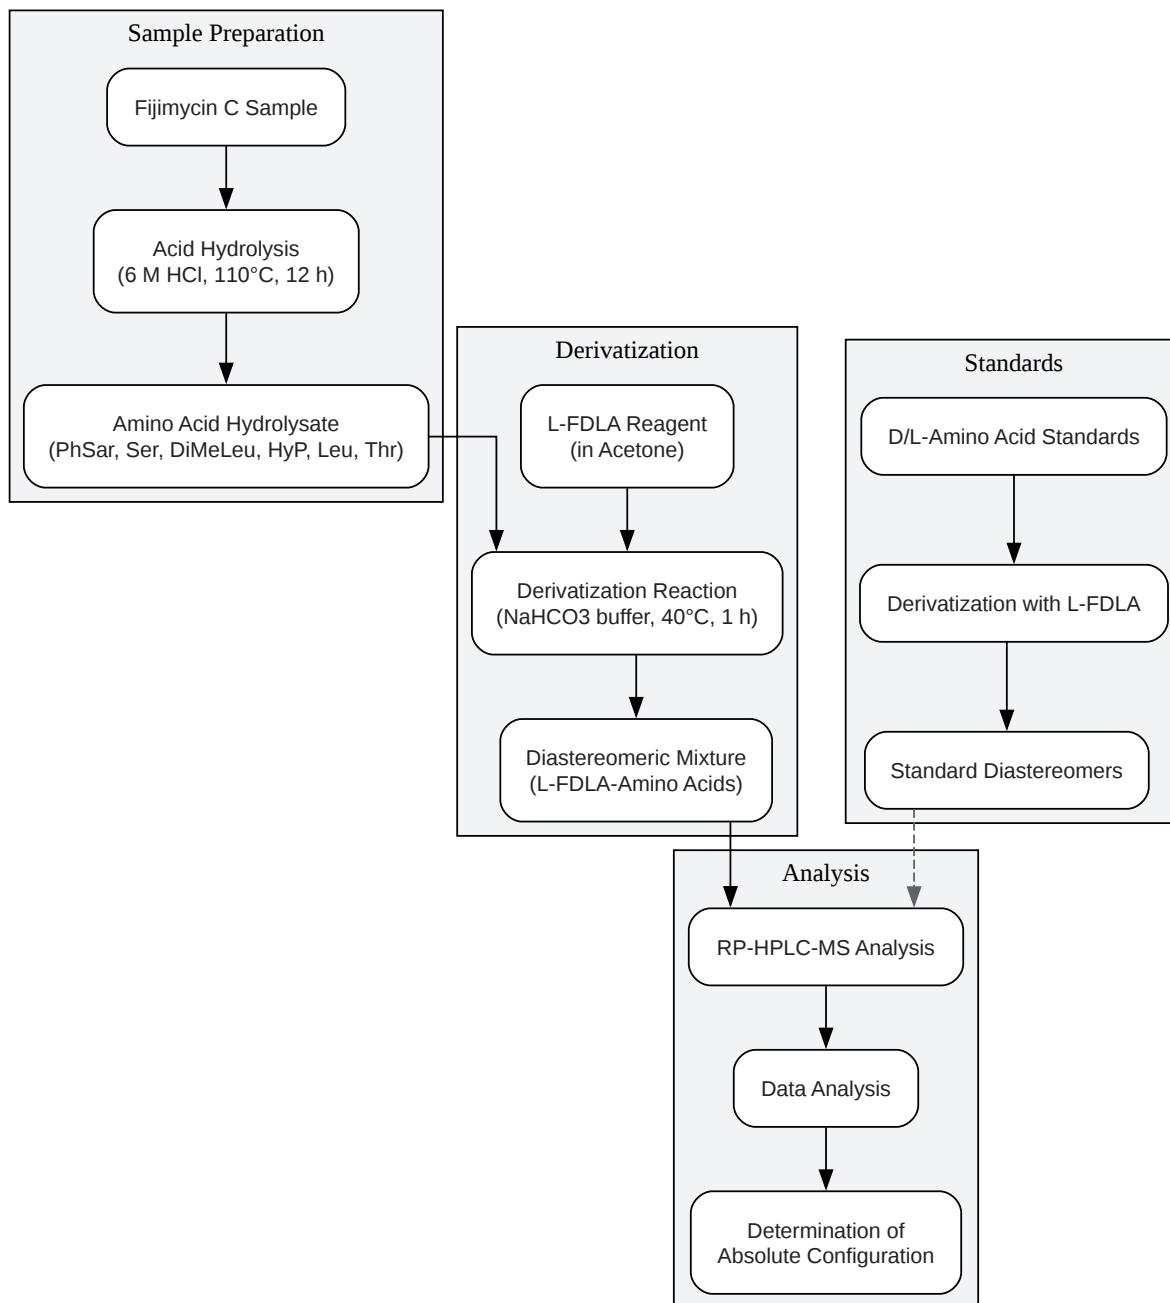 Sample Preparation
Fijimycin C Sample
Acid Hydrolysis
(6 M HCl, 110°C, 12 h)
Amino Acid Hydrolysate
(PhSar, Ser, DiMeLeu, HyP, Leu, Thr)
Derivatization
L-FDLA Reagent
(in Acetone)
Derivatization Reaction
(NaHCO3 buffer, 40°C, 1 h)
Diastereomeric Mixture
(L-FDLA-Amino Acids)
Standards
D/L-Amino Acid Standards
Derivatization with L-FDLA
Standard Diastereomers
Analysis
RP-HPLC-MS Analysis
Data Analysis
Determination of
Absolute Configuration